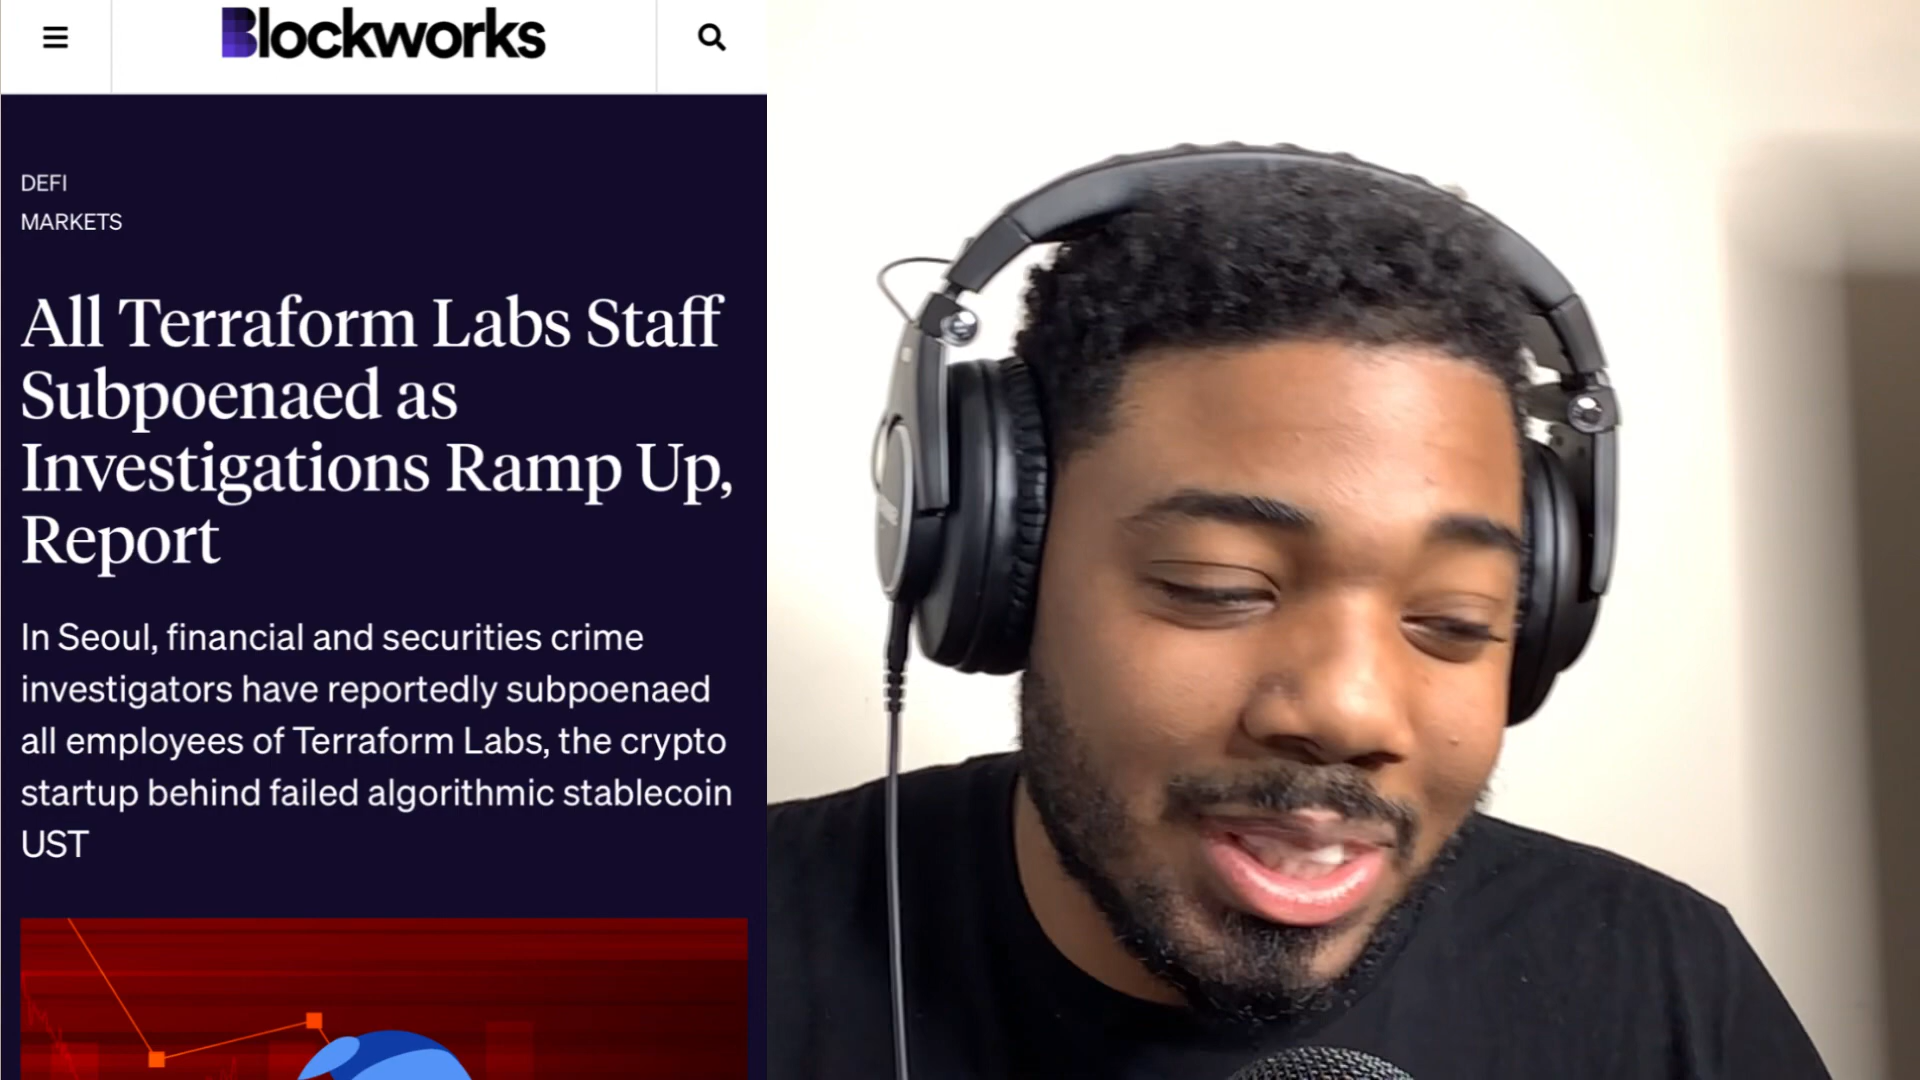 Blockworks
DEFI
MARKETS
All Terraform Labs Staff
Subpoenaed as
Investigations Ramp Up,
Report
In Seoul, financial and securities crime
investigators have reportedly subpoenaed
all employees of Terraform Labs, the crypto
startup behind failed algorithmic stablecoin
UST